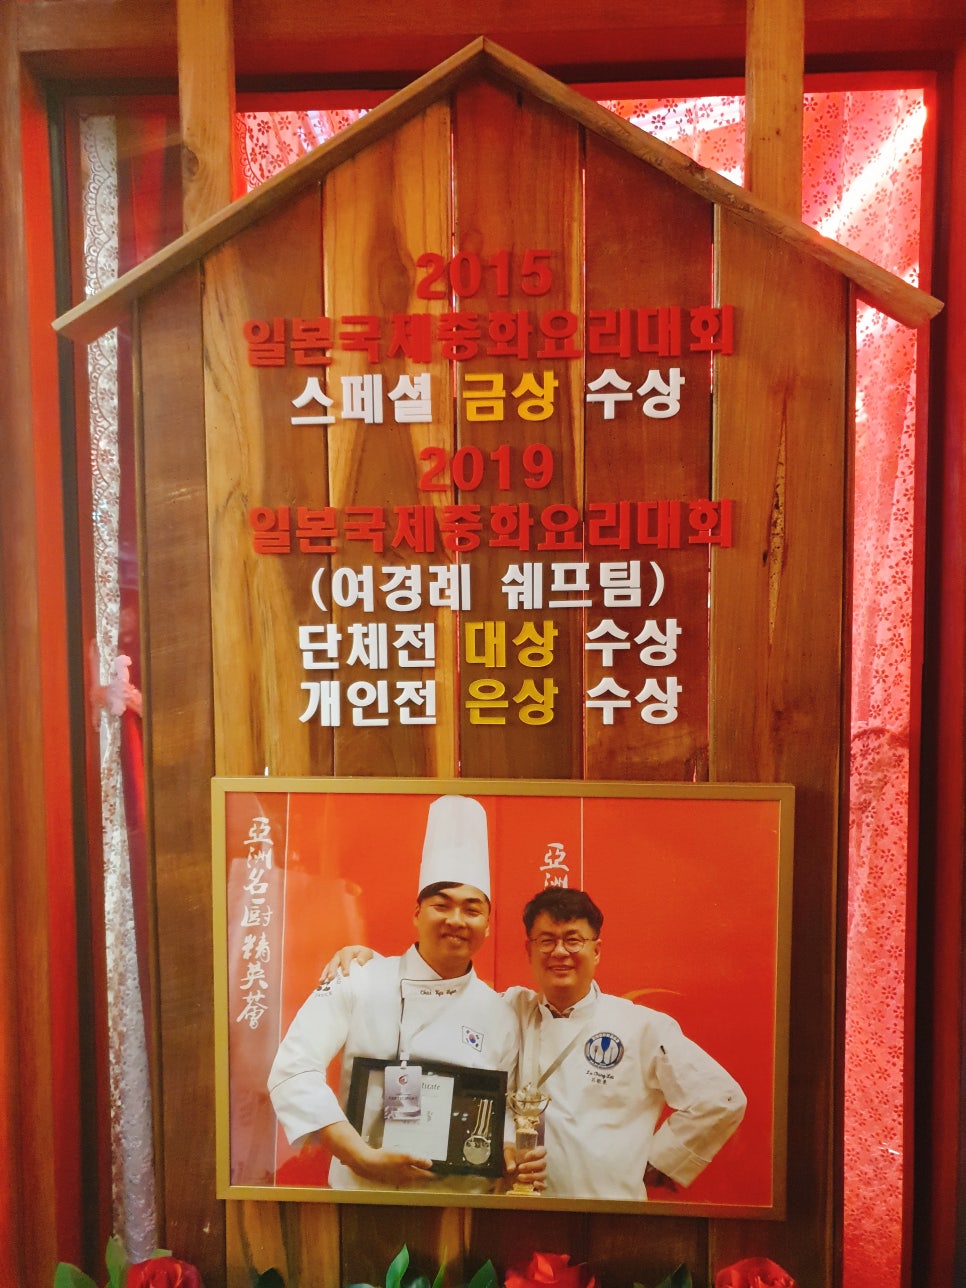 2015
일본국제중화요리대회
스페셜 금상 수상
2019
일본국제중화요리대회
(여경례 쉐프팀)
단체전 대상 수상
개인전 은상 수상
亞洲名厨精英薈
亞洲